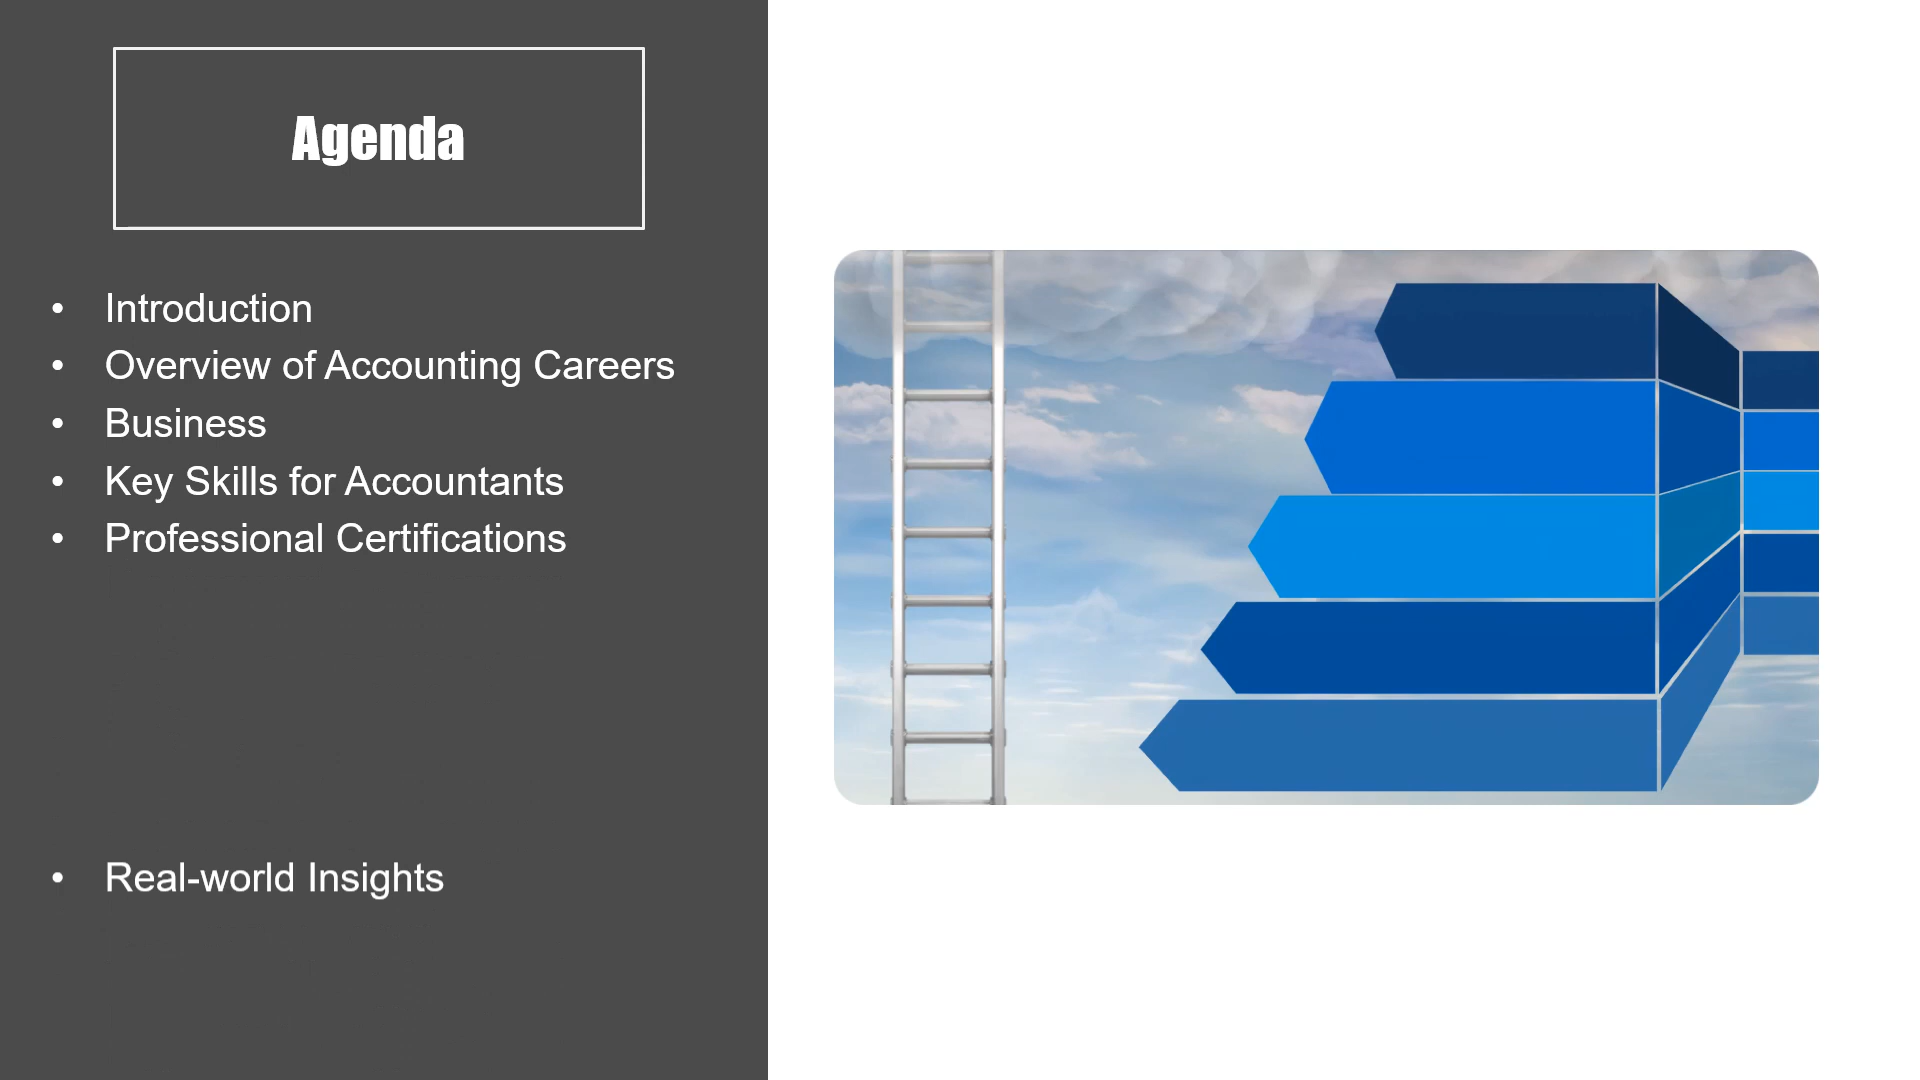 Agenda
• Introduction
• Overview of Accounting Careers
• Business
• Key Skills for Accountants
• Professional Certifications
• Real-world Insights